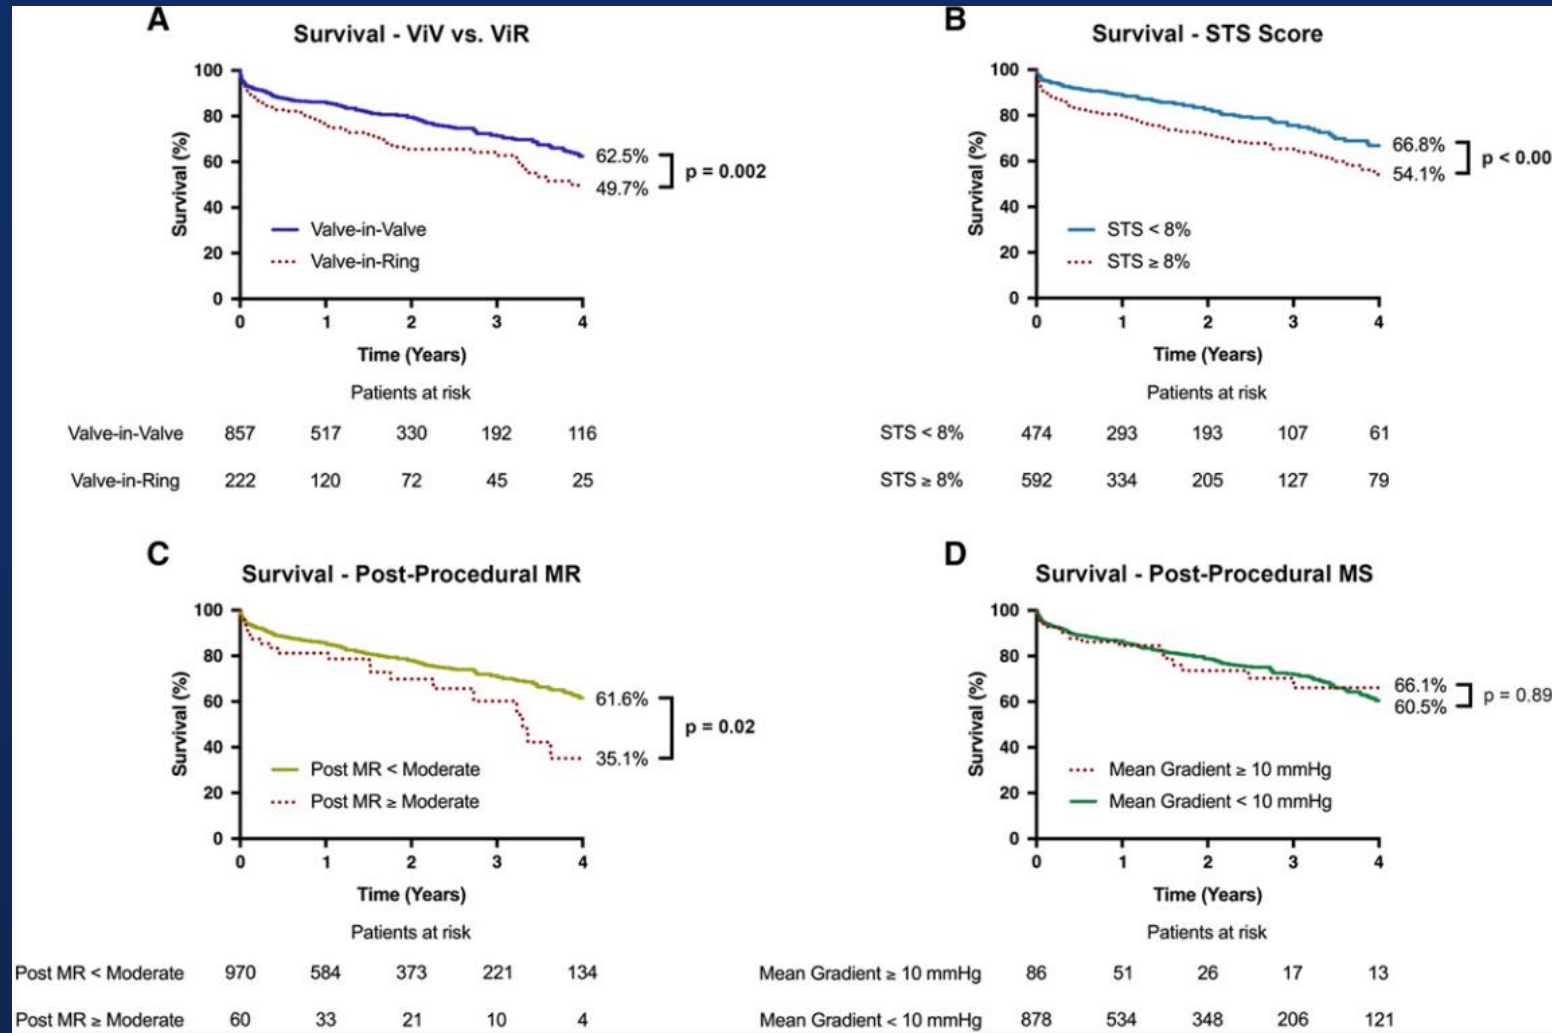 A
Survival - ViV vs. ViR
100
80
60
40
20
0
Survival (%)
62.5%
49.7%
p = 0.002
Valve-in-Valve
Valve-in-Ring
0 1 2 3 4
Time (Years)
Patients at risk
Valve-in-Valve 857 517 330 192 116
Valve-in-Ring 222 120 72 45 25
B
Survival - STS Score
100
80
60
40
20
0
Survival (%)
66.8%
54.1%
p < 0.00
STS < 8%
STS ≥ 8%
0 1 2 3 4
Time (Years)
Patients at risk
STS < 8% 474 293 193 107 61
STS ≥ 8% 592 334 205 127 79
C
Survival - Post-Procedural MR
100
80
60
40
20
0
Survival (%)
61.6%
35.1%
p = 0.02
Post MR < Moderate
Post MR ≥ Moderate
0 1 2 3 4
Time (Years)
Patients at risk
Post MR < Moderate 970 584 373 221 134
Post MR ≥ Moderate 60 33 21 10 4
D
Survival - Post-Procedural MS
100
80
60
40
20
0
Survival (%)
66.1%
60.5%
p = 0.89
Mean Gradient ≥ 10 mmHg
Mean Gradient < 10 mmHg
0 1 2 3 4
Time (Years)
Patients at risk
Mean Gradient ≥ 10 mmHg 86 51 26 17 13
Mean Gradient < 10 mmHg 878 534 348 206 121